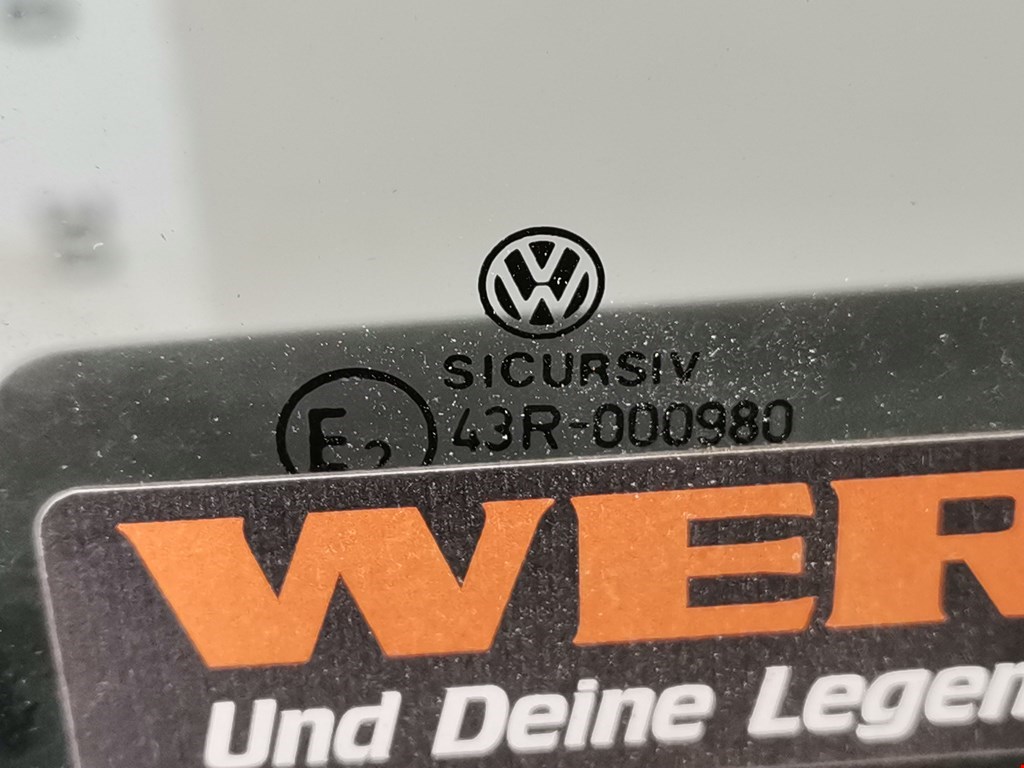 SICURSIV
E2 43R-000980
WER
Und Deine Legen